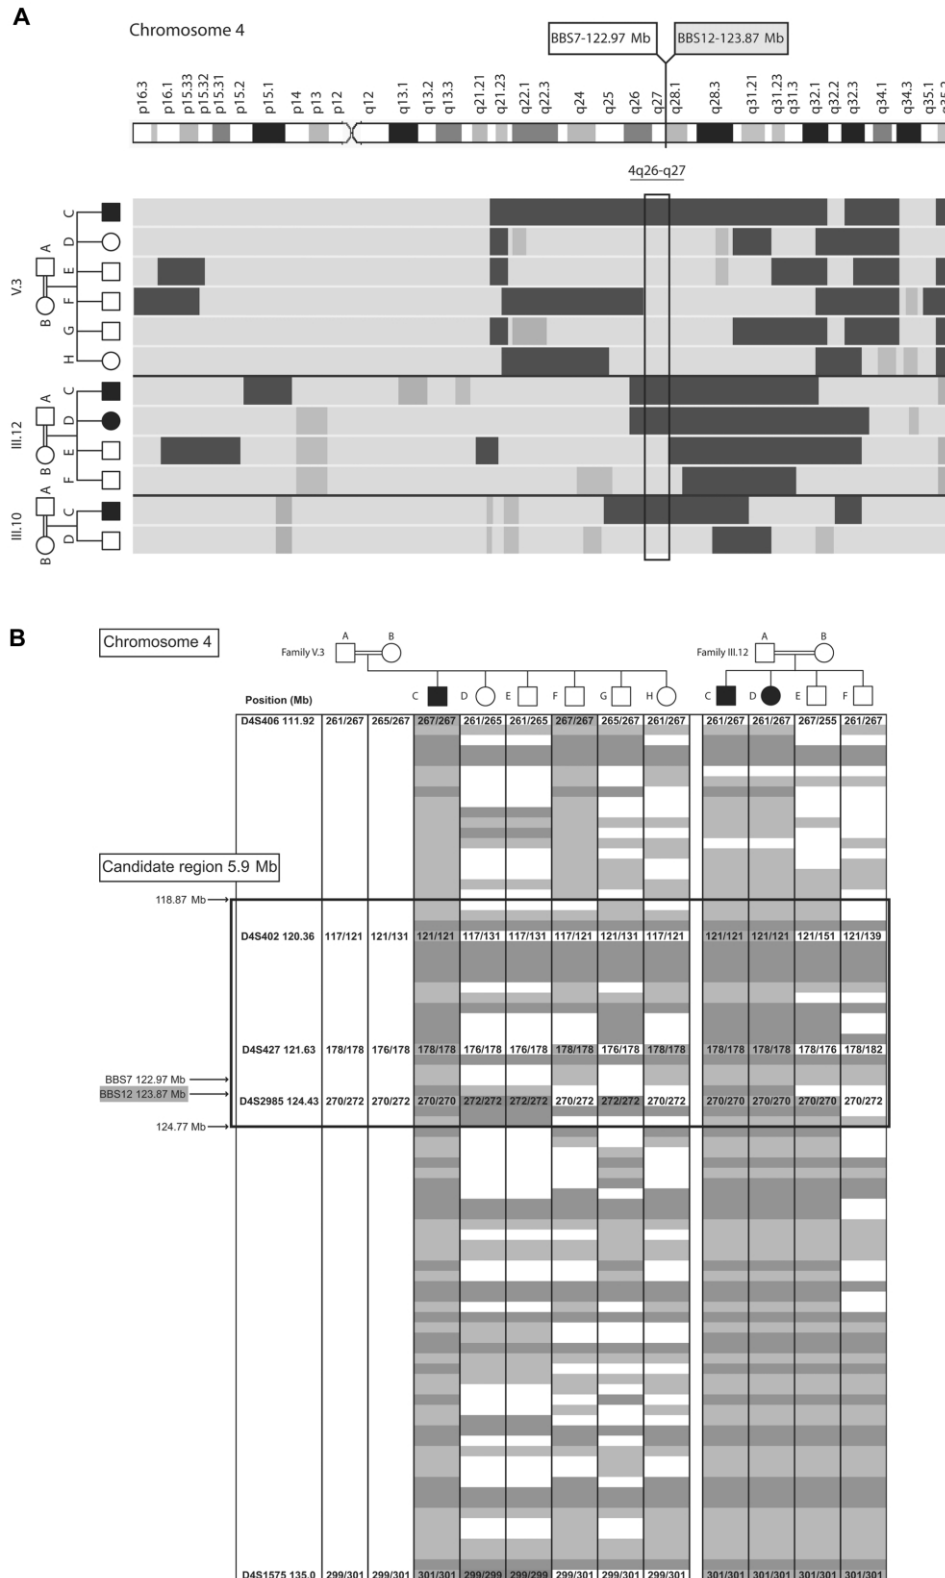 A
Chromosome 4
BBS7-122.97 Mb
BBS12-123.87 Mb
p16.3 p16.1 p15.33 p15.32 p15.31 p15.2 p15.1 p14 p13 p12 q12 q13.1 q13.2 q13.3 q21.21 q21.23 q22.1 q22.3 q24 q25 q26 q27 q28.1 q28.3 q31.21 q31.23 q31.3 q32.1 q32.2 q32.3 q34.1 q34.3 q35.1
4q26-q27
V.3 A B C D E F G H
III.12 A B C D E F
III.10 A B C D
B
Chromosome 4
A B A B
Family V.3 Family III.12
C D E F G H C D E F
Position (Mb)
D4S406 111.92 261/267 265/267 267/267 261/265 261/265 267/267 265/267 261/267 261/267 261/267 267/255 261/267
Candidate region 5.9 Mb
118.87 Mb
D4S402 120.36 117/121 121/131 121/121 117/131 117/131 117/121 121/131 117/121 121/121 121/121 121/151 121/139
D4S427 121.63 178/178 176/178 178/178 176/178 176/178 178/178 176/178 178/178 178/178 178/178 178/176 178/182
BBS7 122.97 Mb
BBS12 123.87 Mb
D4S2985 124.43 270/272 270/272 270/270 272/272 272/272 270/272 272/272 270/272 270/270 270/270 270/270 270/272
124.77 Mb
D4S1575 135.0 299/301 299/301 301/301 299/299 299/299 299/301 299/301 299/301 301/301 301/301 301/301 301/301